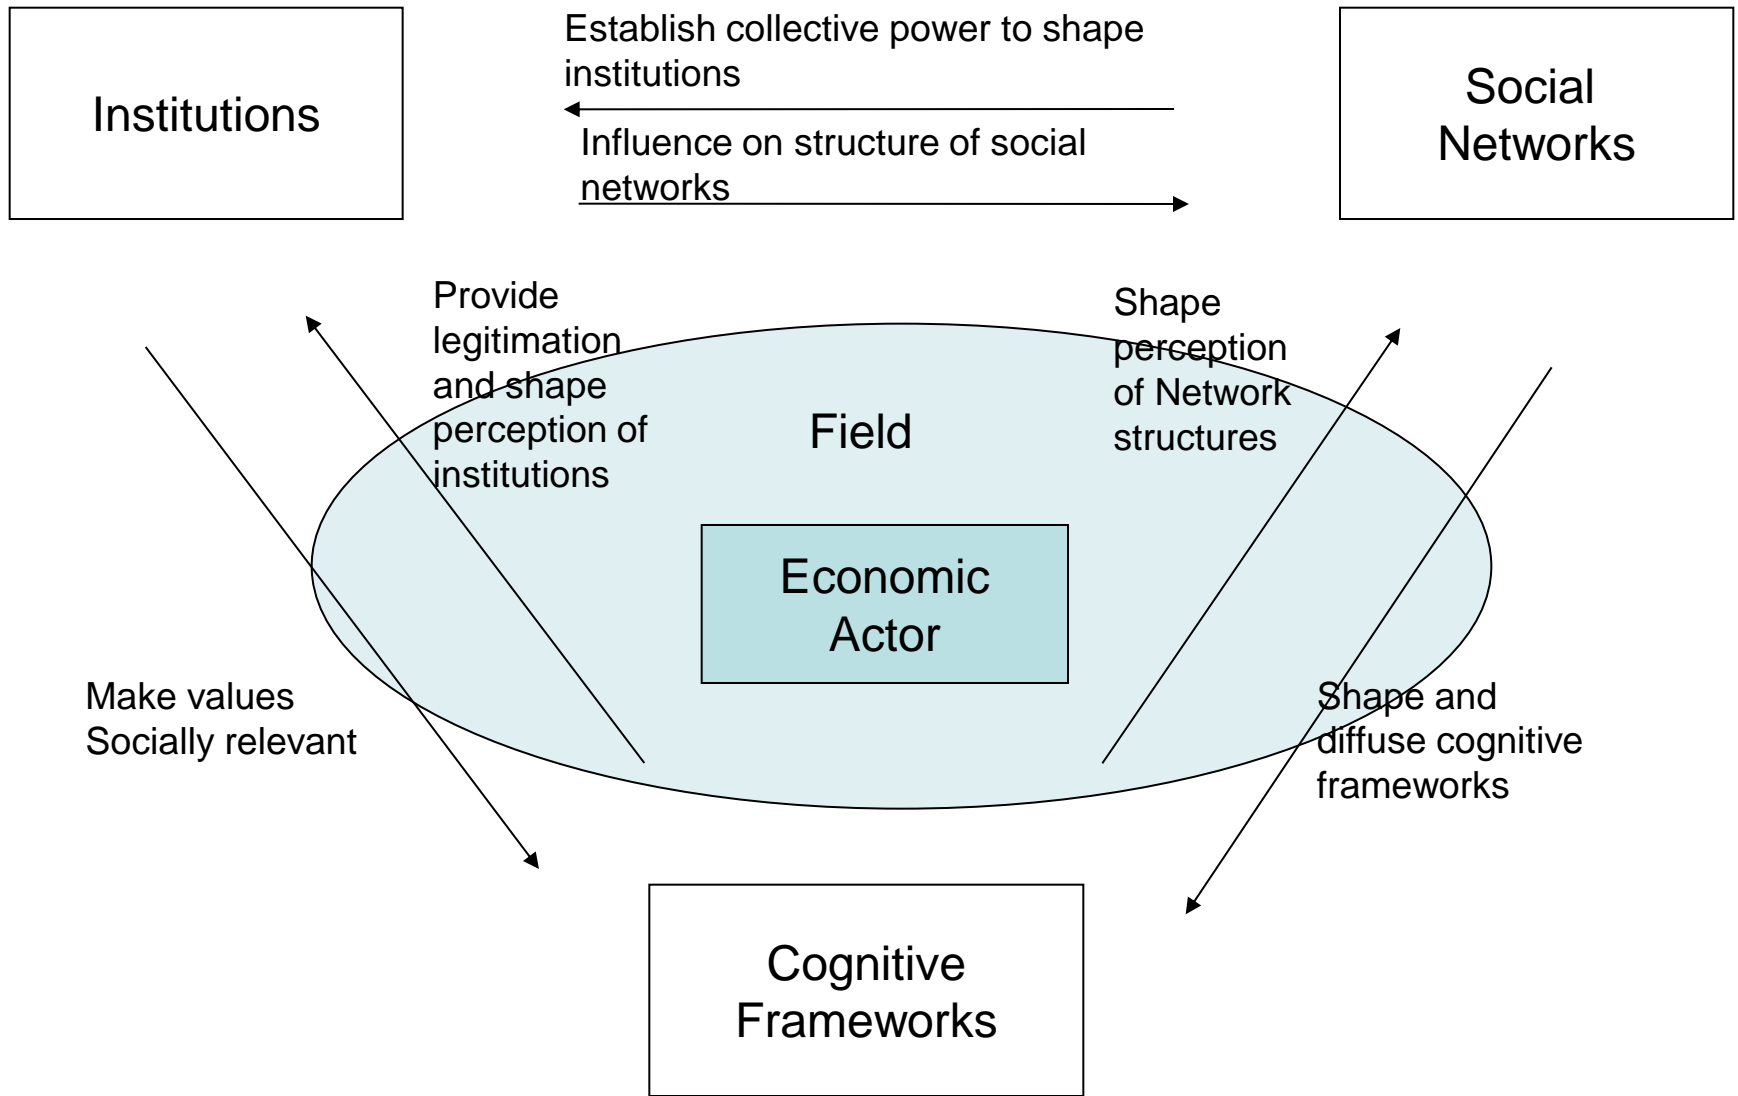 Establish collective power to shape
institutions
Institutions
Social
Networks
Influence on structure of social
networks
Provide
legitimation
and shape
perception of
institutions
Shape
perception
of Network
structures
Field
Economic
Actor
Make values
Socially relevant
Shape and
diffuse cognitive
frameworks
Cognitive
Frameworks